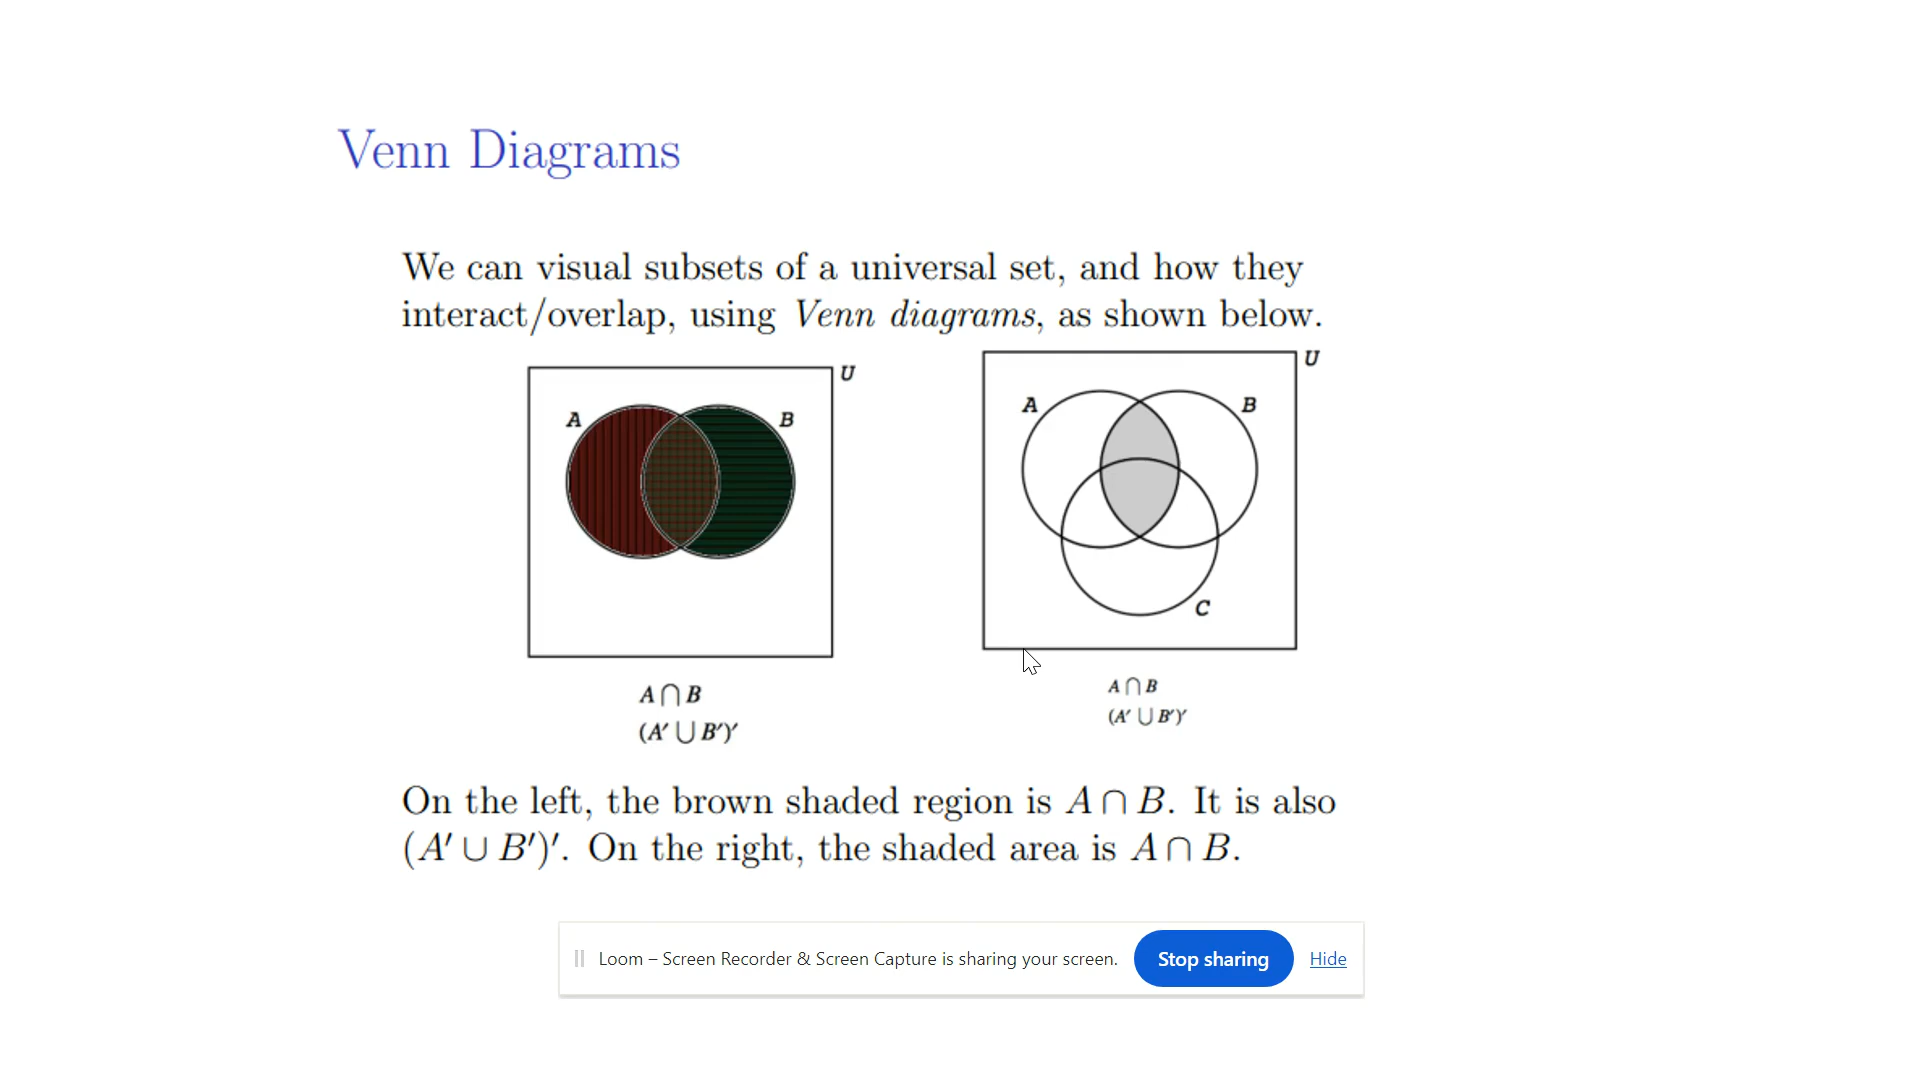 Venn Diagrams
We can visual subsets of a universal set, and how they
interact/overlap, using Venn diagrams, as shown below.
U
A
B
A ⋂ B
(A′ ⋃ B′)′
U
A
B
C
A ⋂ B
(A′ ⋃ B′)′
On the left, the brown shaded region is A ∩ B. It is also
(A′ ∪ B′)′. On the right, the shaded area is A ∩ B.
Loom – Screen Recorder & Screen Capture is sharing your screen. Stop sharing Hide